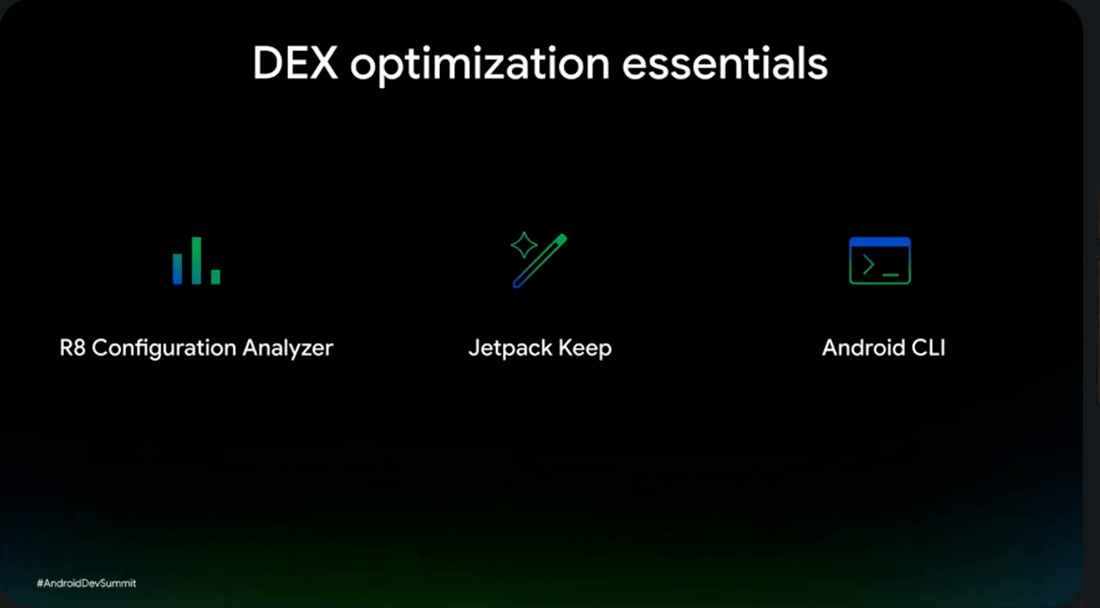 DEX optimization essentials
R8 Configuration Analyzer
Jetpack Keep
Android CLI
#AndroidDevSummit